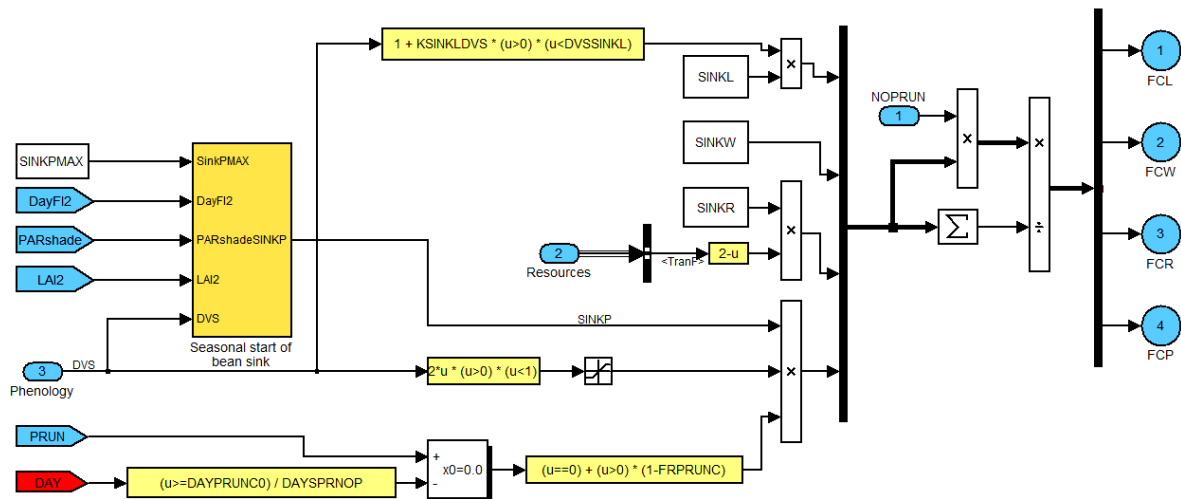 1 + KSINKLDVS * (u>0) * (u<DVSSINKL)
SINKL
×
1
FCL
NOPRUN
1
×
×
÷
SINKPMAX
SinkPMAX
SINKW
2
FCW
DayFl2
DayFl2
SINKR
×
PARshade
PARshadeSINKP
2
Resources
<TranF>
2-u
Σ
3
FCR
LAI2
LAI2
DVS
SINKP
Seasonal start of
bean sink
4
FCP
3
Phenology
DVS
2*u * (u>0) * (u<1)
×
PRUN
+
-
x0=0.0
(u==0) + (u>0) * (1-FRPRUNC)
DAY
(u>=DAYPRUNC0) / DAYSPRNOP